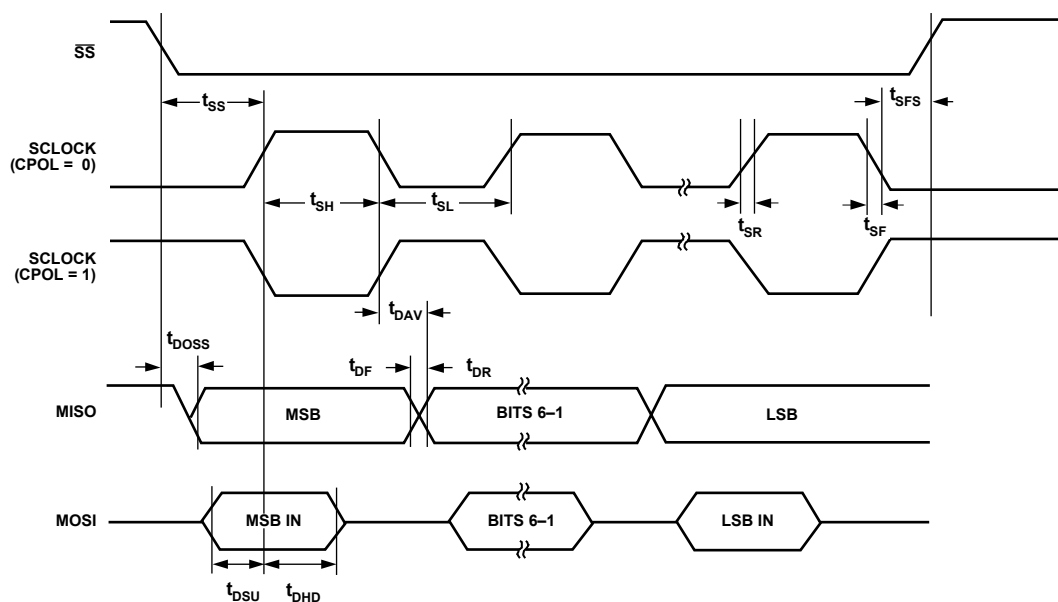 SS
tSS
tSFS
SCLOCK
(CPOL = 0)
tSH
tSL
tSR
tSF
SCLOCK
(CPOL = 1)
tDAV
tDOSS
tDF
tDR
MISO
MSB
BITS 6–1
LSB
MOSI
MSB IN
BITS 6–1
LSB IN
tDSU
tDHD